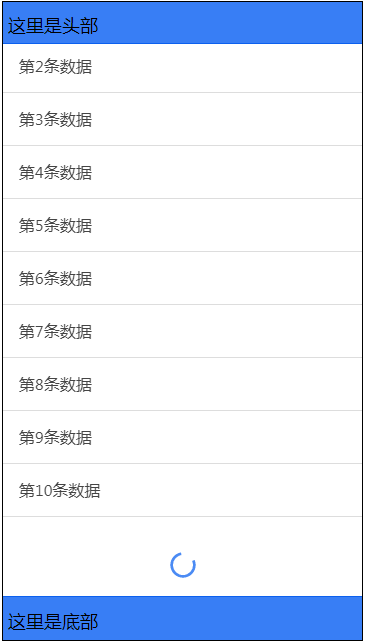 这里是头部
第2条数据
第3条数据
第4条数据
第5条数据
第6条数据
第7条数据
第8条数据
第9条数据
第10条数据
这里是底部